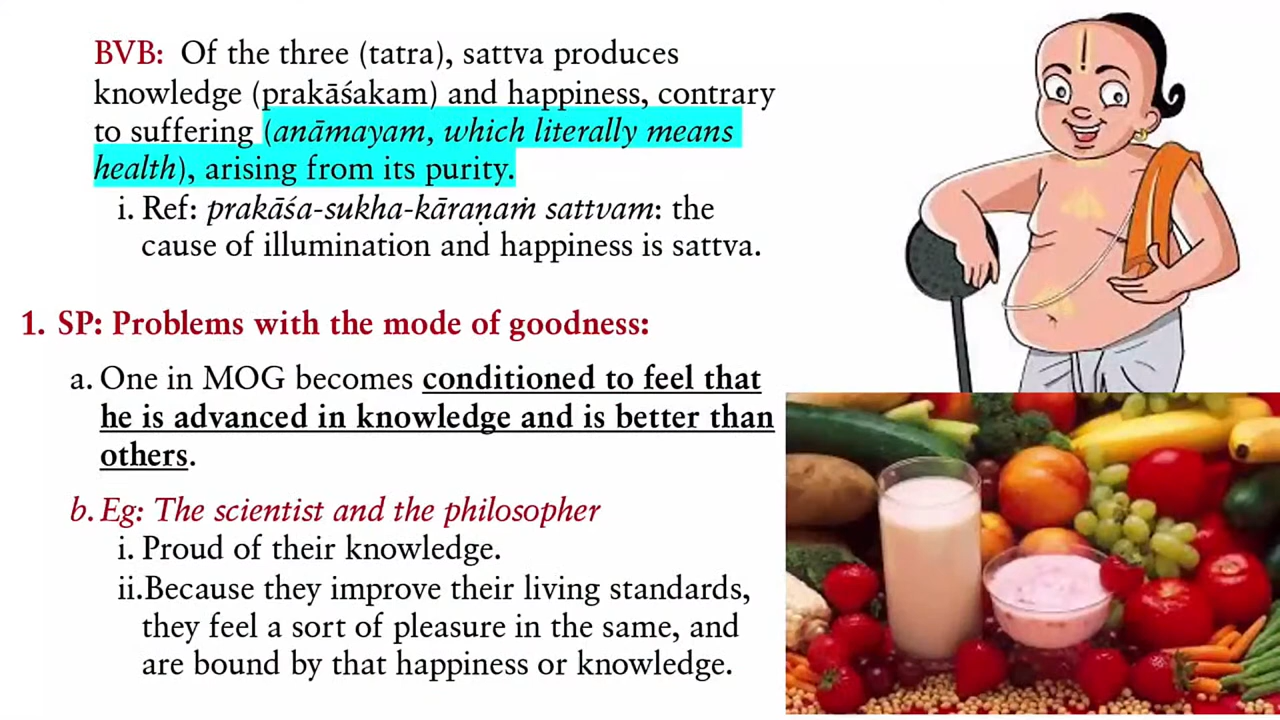 BVB: Of the three (tatra), sattva produces
knowledge (prakāśakam) and happiness, contrary
to suffering (anāmayam, which literally means
health), arising from its purity.
i. Ref: prakāśa-sukha-kāraṇaṁ sattvam: the
cause of illumination and happiness is sattva.
1. SP: Problems with the mode of goodness:
a. One in MOG becomes conditioned to feel that
he is advanced in knowledge and is better than
others.
b. Eg: The scientist and the philosopher
i. Proud of their knowledge.
ii.Because they improve their living standards,
they feel a sort of pleasure in the same, and
are bound by that happiness or knowledge.